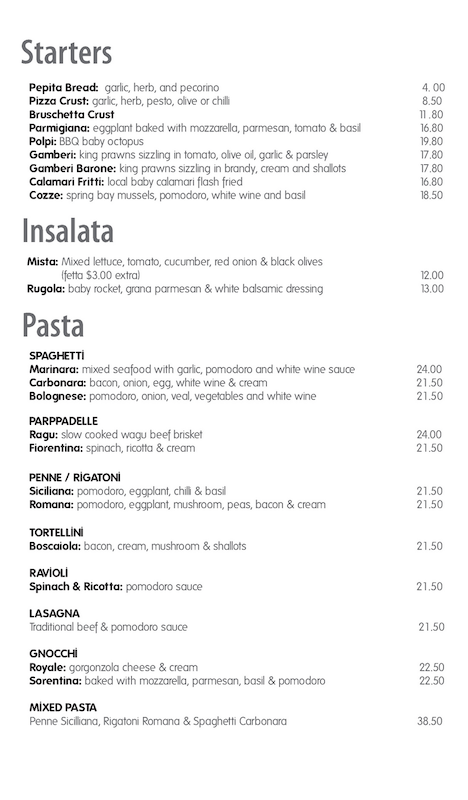 Starters
Pepita Bread: garlic, herb, and pecorino 4.00
Pizza Crust: garlic, herb, pesto, olive or chilli 8.50
Bruschetta Crust 11.80
Parmigiana: eggplant baked with mozzarella, parmesan, tomato & basil 16.80
Polpi: BBQ baby octopus 19.80
Gamberi: king prawns sizzling in tomato, olive oil, garlic & parsley 17.80
Gamberi Barone: king prawns sizzling in brandy, cream and shallots 17.80
Calamari Fritti: local baby calamari flash fried 16.80
Cozze: spring bay mussels, pomodoro, white wine and basil 18.50
Insalata
Mista: Mixed lettuce, tomato, cucumber, red onion & black olives
(fetta $3.00 extra) 12.00
Rugola: baby rocket, grana parmesan & white balsamic dressing 13.00
Pasta
SPAGHETTİ
Marinara: mixed seafood with garlic, pomodoro and white wine sauce 24.00
Carbonara: bacon, onion, egg, white wine & cream 21.50
Bolognese: pomodoro, onion, veal, vegetables and white wine 21.50
PARPPADELLE
Ragu: slow cooked wagu beef brisket 24.00
Fiorentina: spinach, ricotta & cream 21.50
PENNE / RİGATONİ
Siciliana: pomodoro, eggplant, chilli & basil 21.50
Romana: pomodoro, eggplant, mushroom, peas, bacon & cream 21.50
TORTELLİNİ
Boscaiola: bacon, cream, mushroom & shallots 21.50
RAVİOLİ
Spinach & Ricotta: pomodoro sauce 21.50
LASAGNA
Traditional beef & pomodoro sauce 21.50
GNOCCHİ
Royale: gorgonzola cheese & cream 22.50
Sorentina: baked with mozzarella, parmesan, basil & pomodoro 22.50
MİXED PASTA
Penne Sicilliana, Rigatoni Romana & Spaghetti Carbonara 38.50